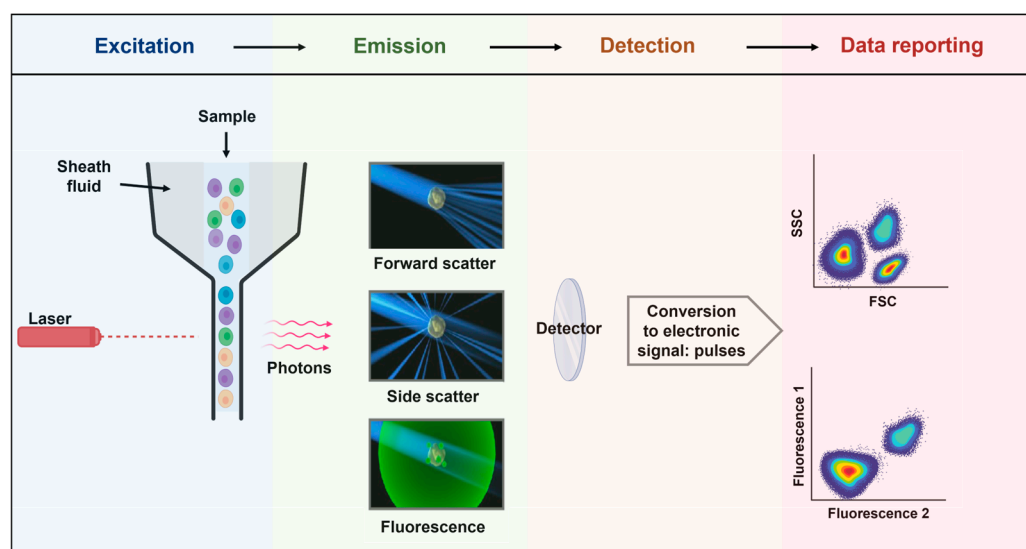 Excitation
Emission
Detection
Data reporting
Sample
Sheath
fluid
Laser
Photons
Forward scatter
Side scatter
Fluorescence
Detector
Conversion
to electronic
signal: pulses
SSC
FSC
Fluorescence 1
Fluorescence 2